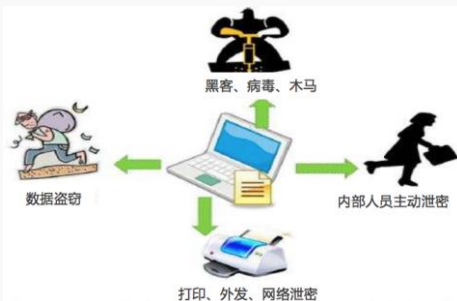 黑客、病毒、木马
数据盗窃
内部人员主动泄密
打印、外发、网络泄密